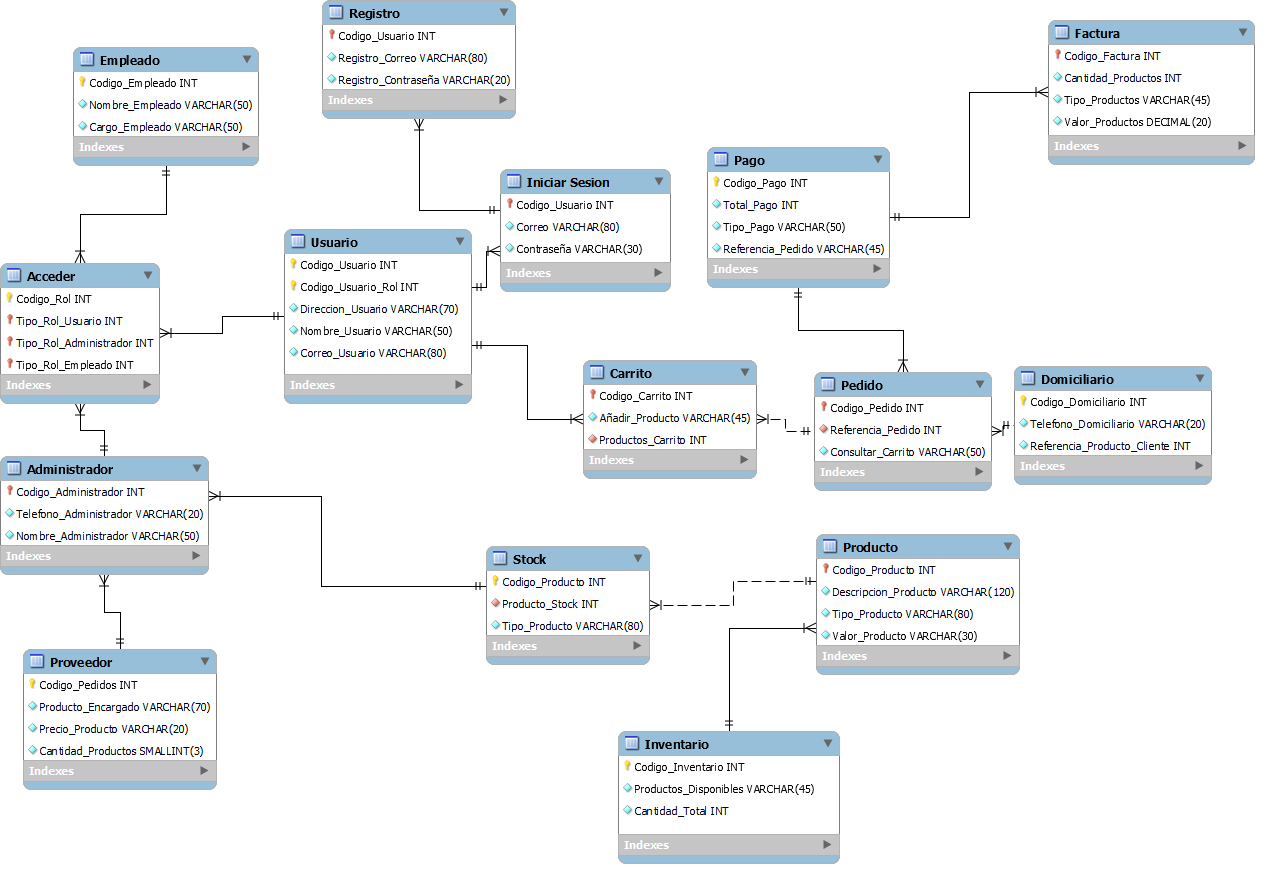 Registro
Codigo_Usuario INT
Registro_Correo VARCHAR(80)
Registro_Contraseña VARCHAR(20)
Indexes
Factura
Codigo_Factura INT
Cantidad_Productos INT
Tipo_Productos VARCHAR(45)
Valor_Productos DECIMAL(20)
Indexes
Empleado
Codigo_Empleado INT
Nombre_Empleado VARCHAR(50)
Cargo_Empleado VARCHAR(50)
Indexes
Pago
Codigo_Pago INT
Total_Pago INT
Tipo_Pago VARCHAR(50)
Referencia_Pedido VARCHAR(45)
Indexes
Iniciar Sesion
Codigo_Usuario INT
Correo VARCHAR(80)
Contraseña VARCHAR(30)
Indexes
Usuario
Codigo_Usuario INT
Codigo_Usuario_Rol INT
Direccion_Usuario VARCHAR(70)
Nombre_Usuario VARCHAR(50)
Correo_Usuario VARCHAR(80)
Indexes
Acceder
Codigo_Rol INT
Tipo_Rol_Usuario INT
Tipo_Rol_Administrador INT
Tipo_Rol_Empleado INT
Indexes
Carrito
Codigo_Carrito INT
Añadir_Producto VARCHAR(45)
Productos_Carrito INT
Indexes
Pedido
Codigo_Pedido INT
Referencia_Pedido INT
Consultar_Carrito VARCHAR(50)
Indexes
Domiciliario
Codigo_Domiciliario INT
Telefono_Domiciliario VARCHAR(20)
Referencia_Producto_Cliente INT
Indexes
Administrador
Codigo_Administrador INT
Telefono_Administrador VARCHAR(20)
Nombre_Administrador VARCHAR(50)
Indexes
Stock
Codigo_Producto INT
Producto_Stock INT
Tipo_Producto VARCHAR(80)
Indexes
Producto
Codigo_Producto INT
Descripcion_Producto VARCHAR(120)
Tipo_Producto VARCHAR(80)
Valor_Producto VARCHAR(30)
Indexes
Proveedor
Codigo_Pedidos INT
Producto_Encargado VARCHAR(70)
Precio_Producto VARCHAR(20)
Cantidad_Productos SMALLINT(3)
Indexes
Inventario
Codigo_Inventario INT
Productos_Disponibles VARCHAR(45)
Cantidad_Total INT
Indexes